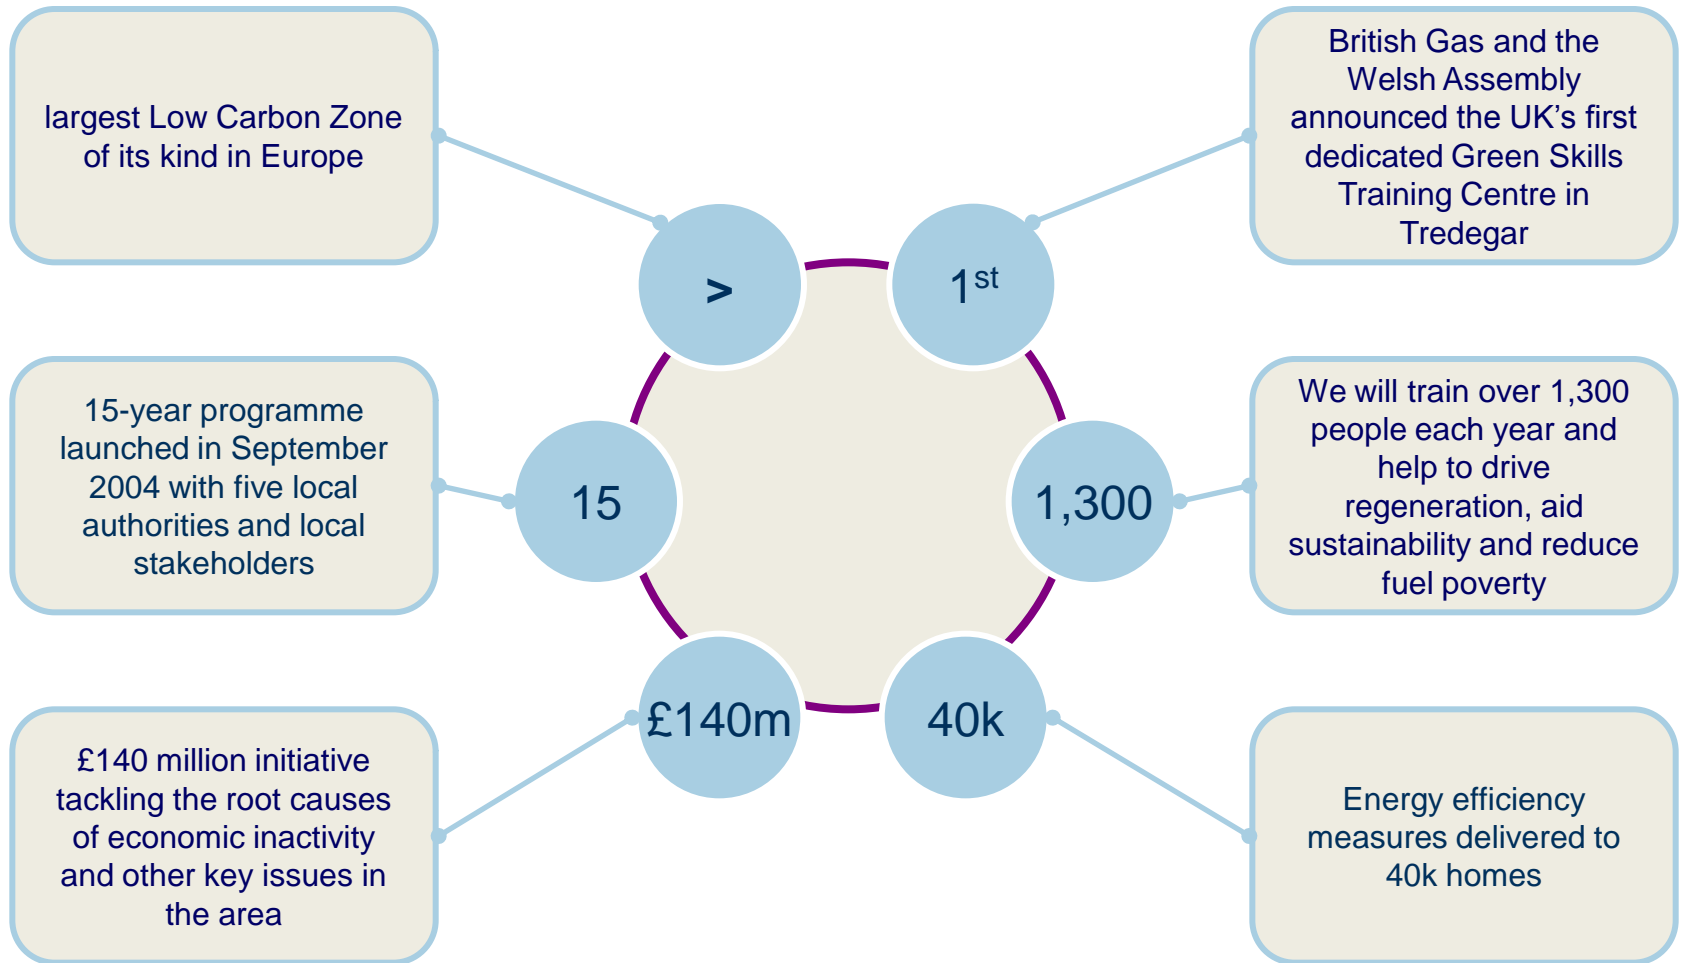 largest Low Carbon Zone
of its kind in Europe
>
1st
British Gas and the
Welsh Assembly
announced the UK's first
dedicated Green Skills
Training Centre in
Tredegar
15-year programme
launched in September
2004 with five local
authorities and local
stakeholders
15
1,300
We will train over 1,300
people each year and
help to drive
regeneration, aid
sustainability and reduce
fuel poverty
£140 million initiative
tackling the root causes
of economic inactivity
and other key issues in
the area
£140m
40k
Energy efficiency
measures delivered to
40k homes